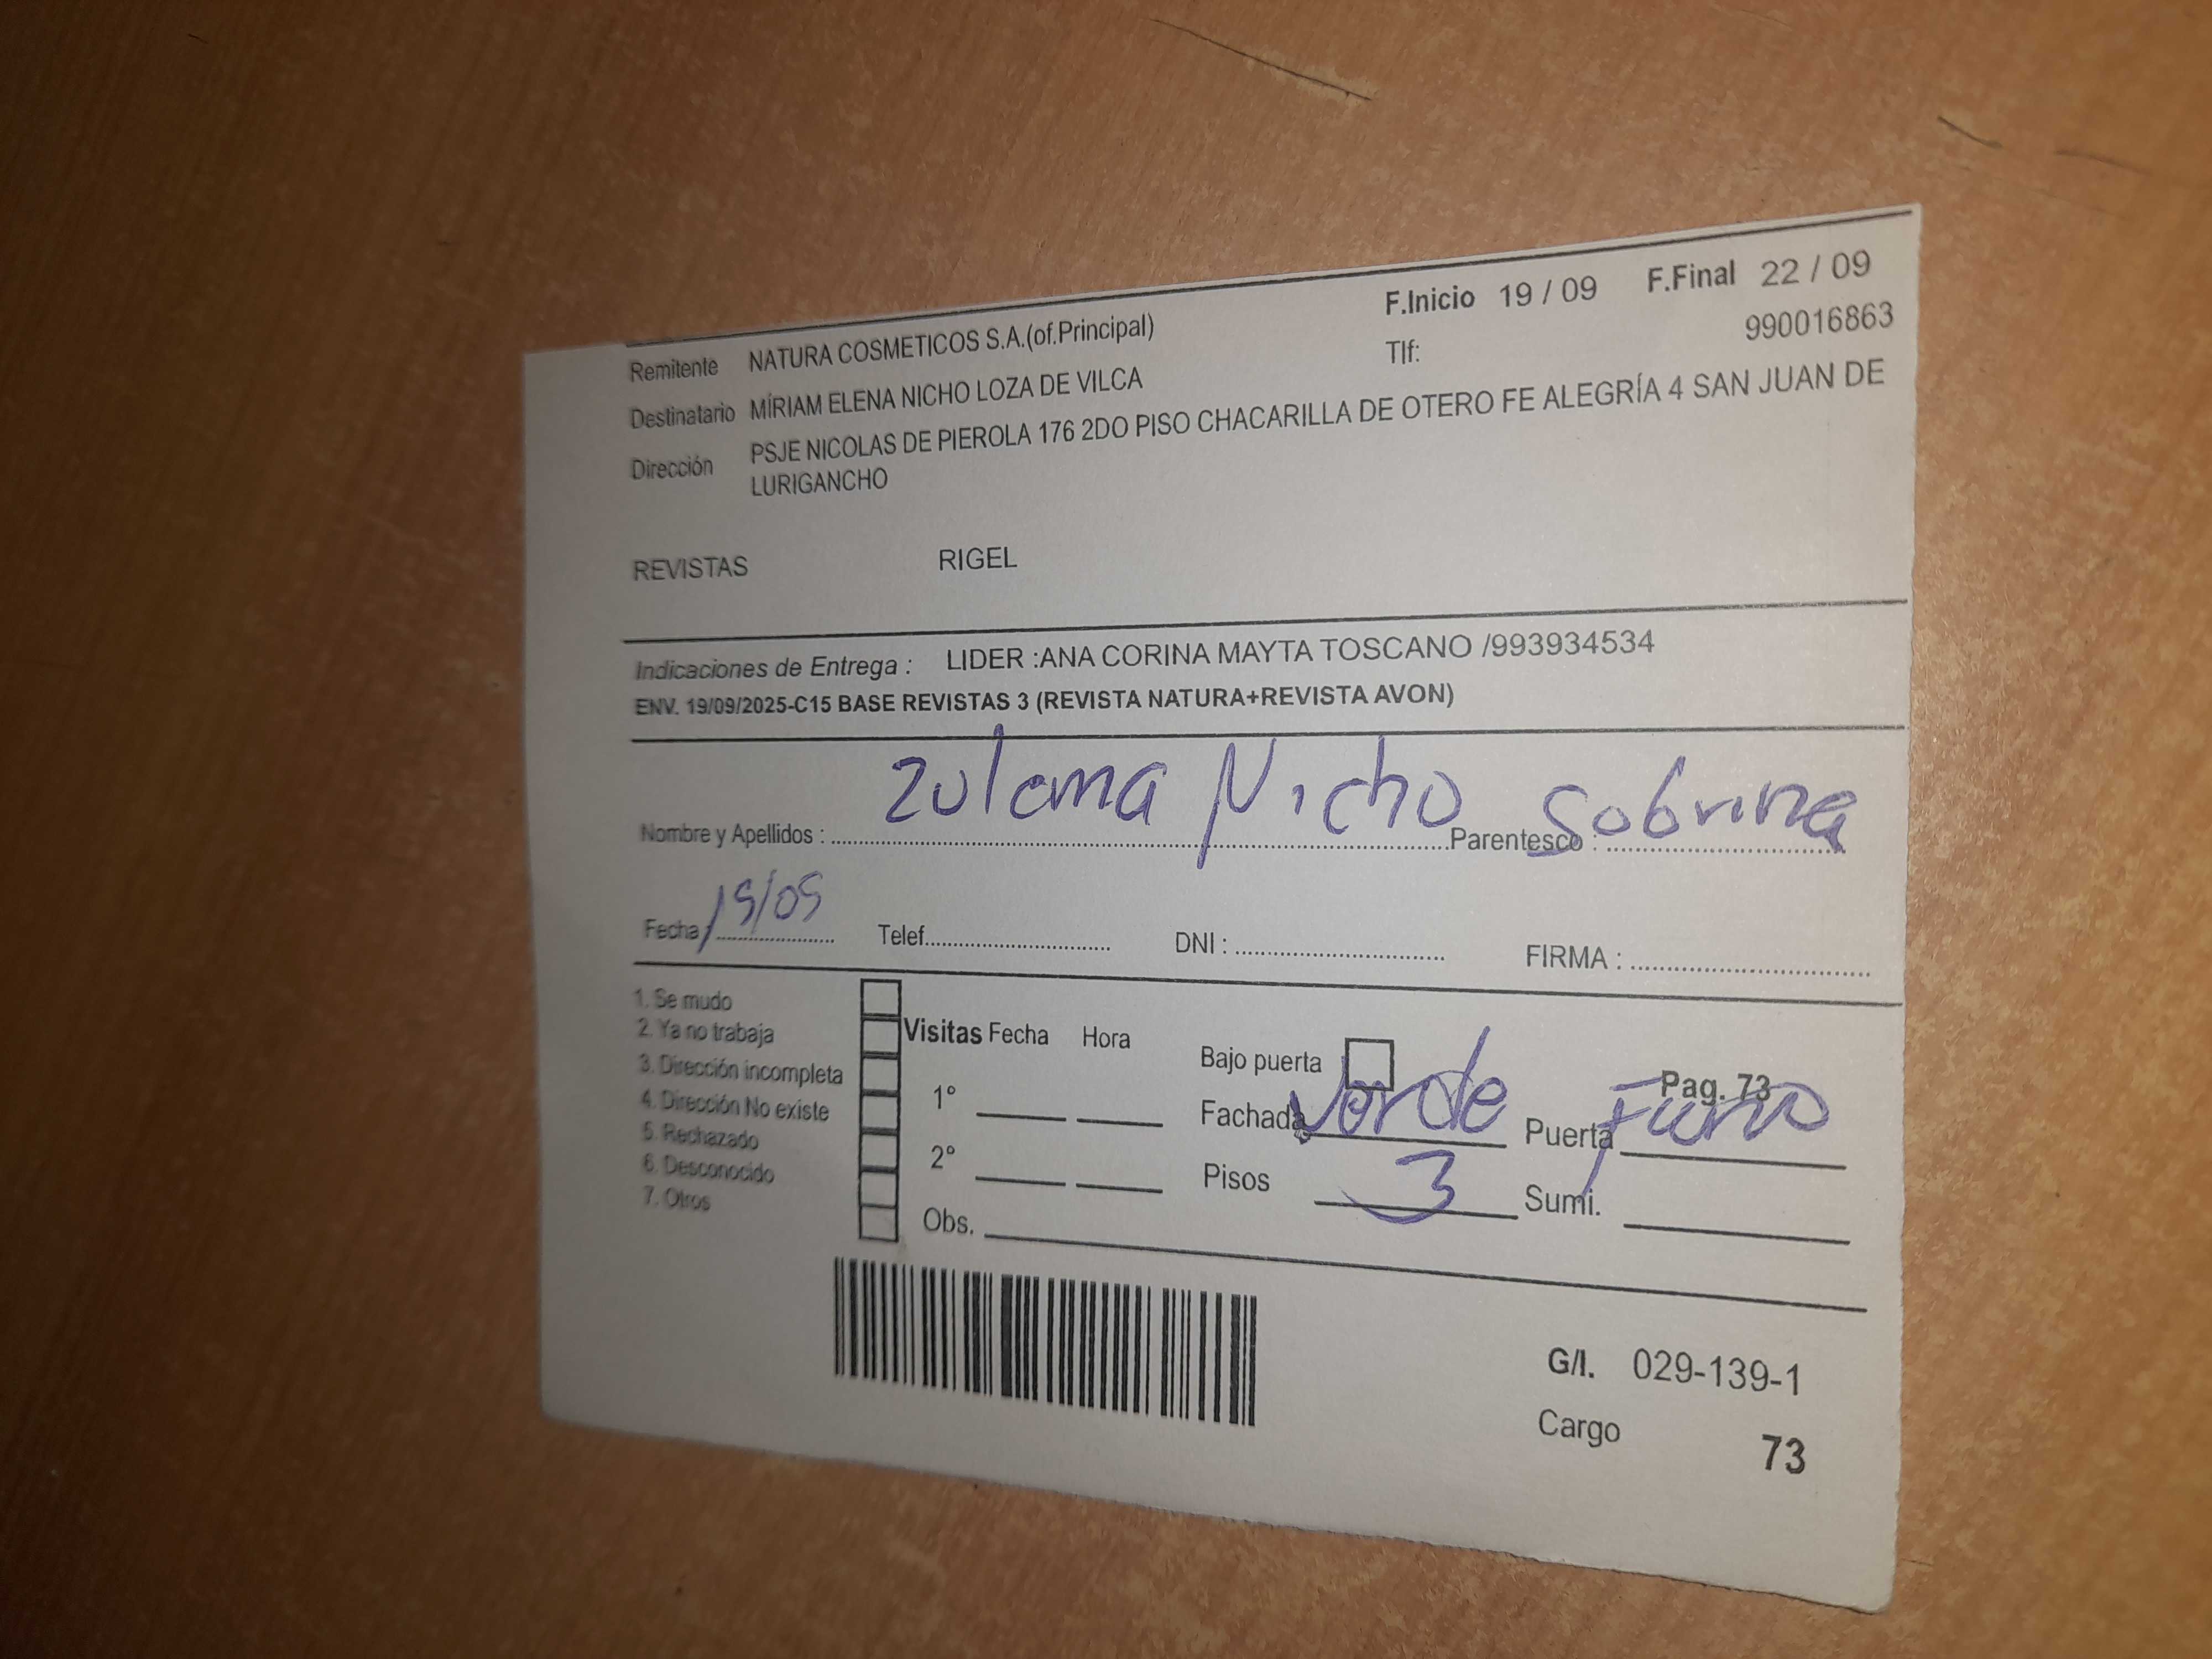 F.Inicio 19 / 09 F.Final 22 / 09
Remitente NATURA COSMETICOS S.A.(of.Principal) Tlf: 990016863
Destinatario MÍRIAM ELENA NICHO LOZA DE VILCA
Dirección PSJE NICOLAS DE PIEROLA 176 2DO PISO CHACARILLA DE OTERO FE ALEGRÍA 4 SAN JUAN DE
LURIGANCHO
REVISTAS RIGEL
Indicaciones de Entrega : LIDER :ANA CORINA MAYTA TOSCANO /993934534
ENV. 19/09/2025-C15 BASE REVISTAS 3 (REVISTA NATURA+REVISTA AVON)
Nombre y Apellidos : Zulema Nicho Parentesco : Sobrina
Fecha 19/09 Telef. DNI : FIRMA :
1. Se mudo
2. Ya no trabaja
3. Dirección incompleta
4. Dirección No existe
5. Rechazado
6. Desconocido
7. Otros
Visitas Fecha Hora
1°
2°
Obs.
Bajo puerta Pag. 73
Fachada Verde Puerta
Pisos 3 Sumi.
G/I. 029-139-1
Cargo 73